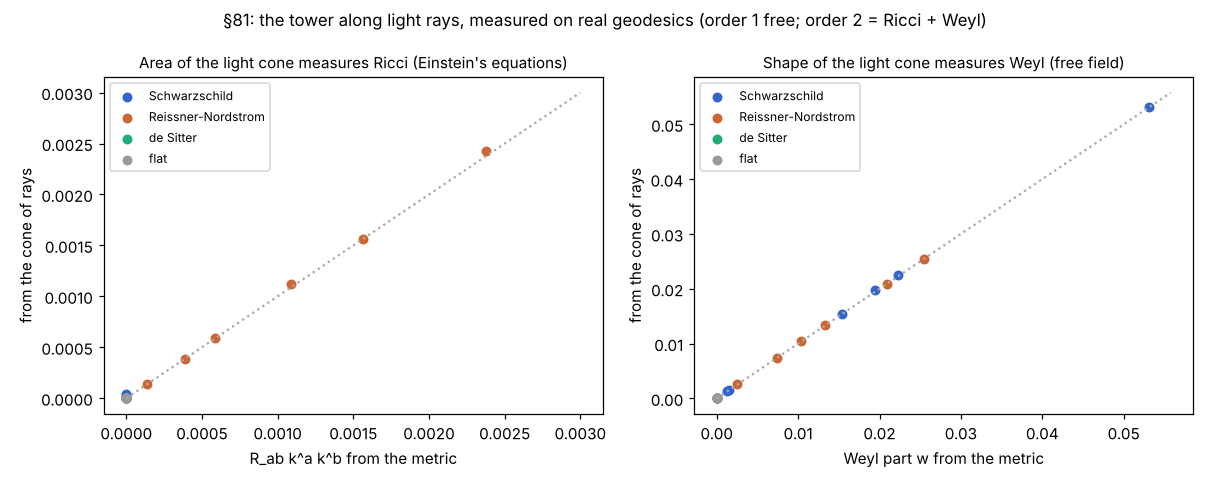 §81: the tower along light rays, measured on real geodesics (order 1 free; order 2 = Ricci + Weyl)
Area of the light cone measures Ricci (Einstein's equations)
Schwarzschild
Reissner-Nordstrom
de Sitter
flat
from the cone of rays
0.0030
0.0025
0.0020
0.0015
0.0010
0.0005
0.0000
0.0000 0.0005 0.0010 0.0015 0.0020 0.0025 0.0030
R_ab k^a k^b from the metric
Shape of the light cone measures Weyl (free field)
Schwarzschild
Reissner-Nordstrom
de Sitter
flat
from the cone of rays
0.05
0.04
0.03
0.02
0.01
0.00
0.00 0.01 0.02 0.03 0.04 0.05
Weyl part w from the metric